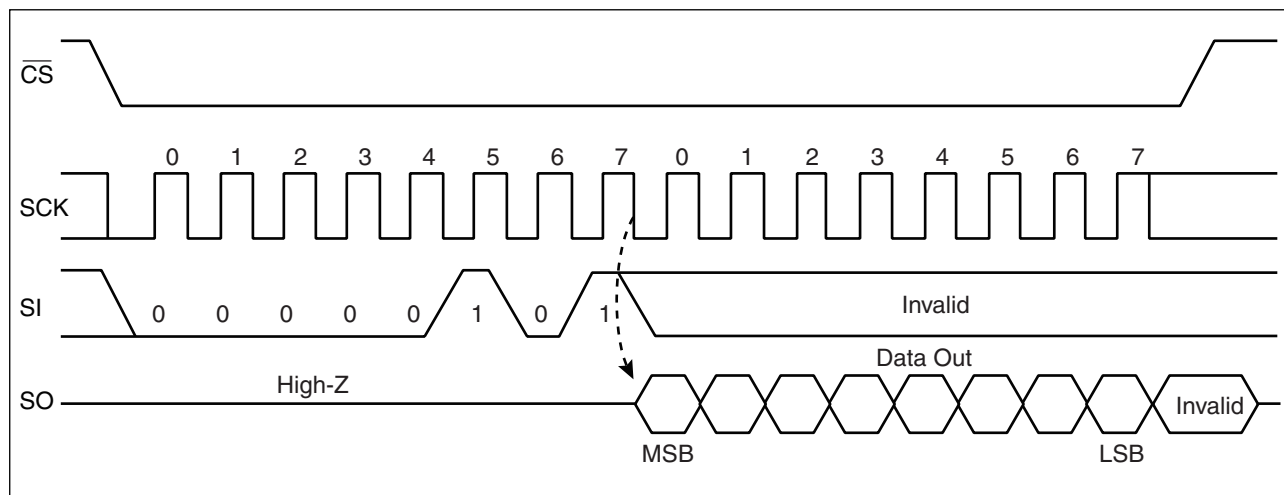 CS
0 1 2 3 4 5 6 7 0 1 2 3 4 5 6 7
SCK
SI 0 0 0 0 0 1 0 1 Invalid
Data Out
High-Z
SO Invalid
MSB LSB